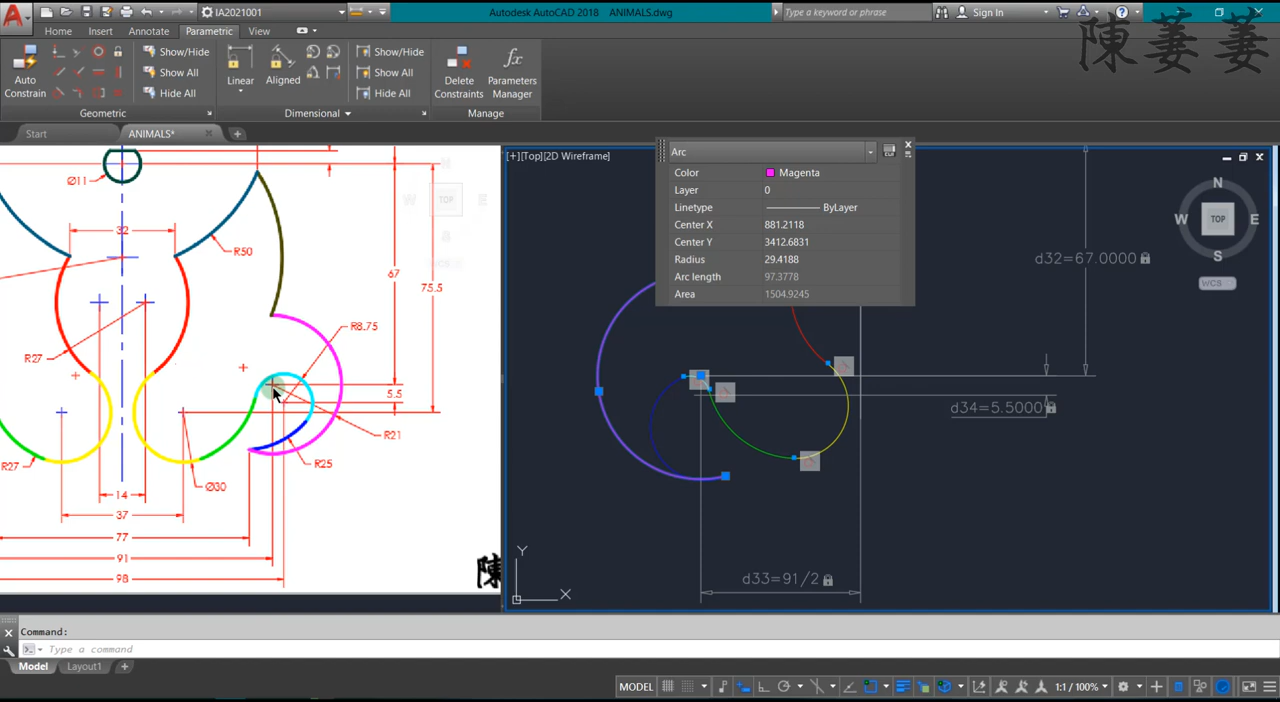 IA2021001
Autodesk AutoCAD 2018 ANIMALS.dwg
Type a keyword or phrase
Sign In
Home Insert Annotate Parametric View
Auto
Constrain
Show/Hide
Show All
Hide All
Geometric
Linear
Aligned
Show/Hide
Show All
Hide All
Dimensional
Delete
Constraints
Parameters
Manager
Manage
陳 萋 萋
Start
ANIMALS*
Ø11
32
R50
67
75.5
R27
R8.75
5.5
R21
R25
R27
Ø30
14
37
77
91
98
TOP
陳
[+][Top][2D Wireframe]
Arc
Color Magenta
Layer 0
Linetype ByLayer
Center X 881.2118
Center Y 3412.6831
Radius 29.4188
Arc length 97.3778
Area 1504.9245
N
W TOP E
S
WCS
d32=67.0000
d34=5.5000
d33=91/2
Y
X
Command:
Type a command
Model
Layout1
MODEL
1:1 / 100%